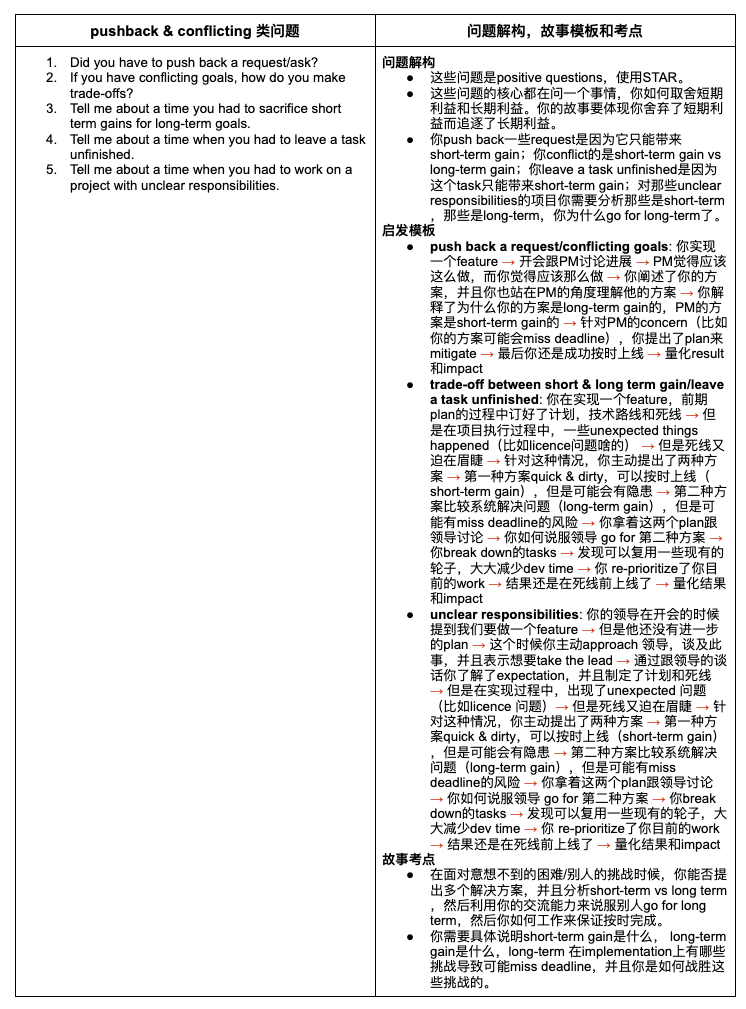 pushback & conflicting 类问题
问题解构，故事模板和考点
1. Did you have to push back a request/ask?
2. If you have conflicting goals, how do you make
trade-offs?
3. Tell me about a time you had to sacrifice short
term gains for long-term goals.
4. Tell me about a time when you had to leave a task
unfinished.
5. Tell me about a time when you had to work on a
project with unclear responsibilities.
问题解构
● 这些问题是positive questions，使用STAR。
● 这些问题的核心都在问一个事情，你如何取舍短期
利益和长期利益。你的故事要体现你舍弃了短期利
益而追逐了长期利益。
● 你push back一些request是因为它只能带来
short-term gain；你conflict的是short-term gain vs
long-term gain；你leave a task unfinished是因为
这个task只能带来short-term gain；对那些unclear
responsibilities的项目你需要分析那些是short-term
，那些是long-term，你为什么go for long-term了。
启发模板
● push back a request/conflicting goals: 你实现
一个feature → 开会跟PM讨论进展 → PM觉得应该
这么做，而你觉得应该那么做 → 你阐述了你的方
案，并且你也站在PM的角度理解他的方案 → 你解
释了为什么你的方案是long-term gain的，PM的方
案是short-term gain的 → 针对PM的concern（比如
你的方案可能会miss deadline），你提出了plan来
mitigate → 最后你还是成功按时上线 → 量化result
和impact
● trade-off between short & long term gain/leave
a task unfinished: 你在实现一个feature，前期
plan的过程中订好了计划，技术路线和死线 → 但
是在项目执行过程中，一些unexpected things
happened（比如licence问题啥的） → 但是死线又
迫在眉睫 → 针对这种情况，你主动提出了两种方
案 → 第一种方案quick & dirty，可以按时上线（
short-term gain），但是可能会有隐患 → 第二种方
案比较系统解决问题（long-term gain），但是可
能有miss deadline的风险 → 你拿着这两个plan跟
领导讨论 → 你如何说服领导 go for 第二种方案 →
你break down的tasks → 发现可以复用一些现有的
轮子，大大减少dev time → 你 re-prioritize了你目
前的work → 结果还是在死线前上线了 → 量化结果
和impact
● unclear responsibilities: 你的领导在开会的时候
提到我们要做一个feature → 但是他还没有进一步
的plan → 这个时候你主动approach 领导，谈及此
事，并且表示想要take the lead → 通过跟领导的谈
话你了解了expectation，并且制定了计划和死线
→ 但是在实现过程中，出现了unexpected 问题
（比如licence 问题）→ 但是死线又迫在眉睫 → 针
对这种情况，你主动提出了两种方案 → 第一种方
案quick & dirty，可以按时上线（short-term gain）
，但是可能会有隐患 → 第二种方案比较系统解决
问题（long-term gain），但是可能有miss
deadline的风险 → 你拿着这两个plan跟领导讨论
→ 你如何说服领导 go for 第二种方案 → 你break
down的tasks → 发现可以复用一些现有的轮子，大
大减少dev time → 你 re-prioritize了你目前的work
→ 结果还是在死线前上线了 → 量化结果和impact
故事考点
● 在面对意想不到的困难/别人的挑战时候，你能否提
出多个解决方案，并且分析short-term vs long term
，然后利用你的交流能力来说服别人go for long
term，然后你如何工作来保证按时完成。
● 你需要具体说明short-term gain是什么， long-term
gain是什么，long-term 在implementation上有哪些
挑战导致可能miss deadline，并且你是如何战胜这
些挑战的。